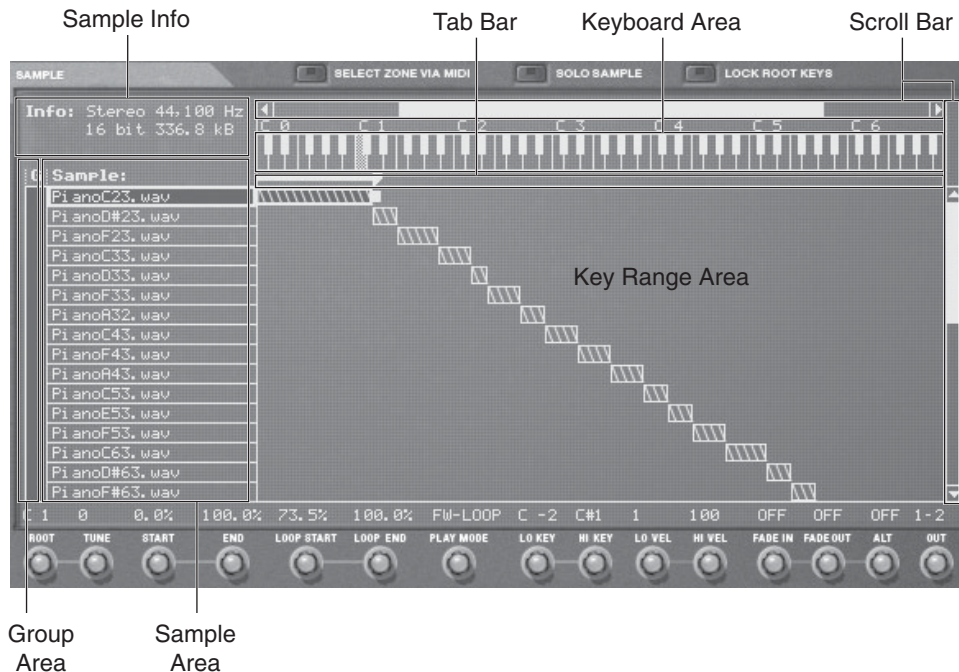 Sample Info Tab Bar Keyboard Area Scroll Bar
SAMPLE SELECT ZONE VIA MIDI SOLO SAMPLE LOCK ROOT KEYS
Info: Stereo 44,100 Hz
16 bit 336.8 kB
C 0 C 1 C 2 C 3 C 4 C 5 C 6
G Sample:
PianoC23.wav
PianoD#23.wav
PianoF23.wav
PianoC33.wav
PianoD33.wav
Key Range Area
PianoF33.wav
PianoA32.wav
PianoC43.wav
PianoF43.wav
PianoA43.wav
PianoC53.wav
PianoE53.wav
PianoF53.wav
PianoC63.wav
PianoD#63.wav
PianoF#63.wav
C 1 0 0.0% 100.0% 73.5% 100.0% FW-LOOP C -2 C#1 1 100 OFF OFF OFF 1-2
ROOT TUNE START END LOOP START LOOP END PLAY MODE LO KEY HI KEY LO VEL HI VEL FADE IN FADE OUT ALT OUT
Group Area
Sample Area